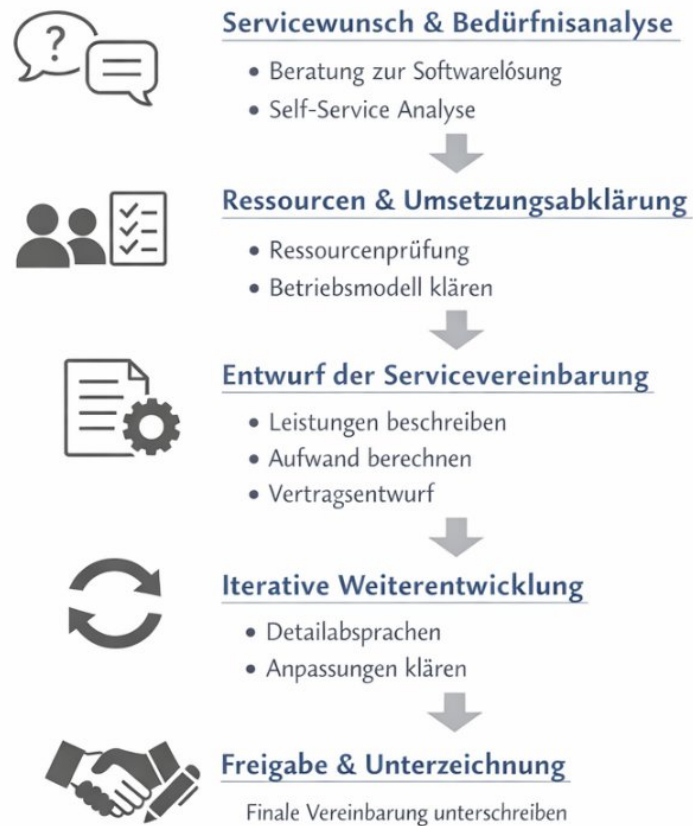 Servicewunsch & Bedürfnisanalyse
• Beratung zur Softwarelösung
• Self-Service Analyse
Ressourcen & Umsetzungsabklärung
• Ressourcenprüfung
• Betriebsmodell klären
Entwurf der Servicevereinbarung
• Leistungen beschreiben
• Aufwand berechnen
• Vertragsentwurf
Iterative Weiterentwicklung
• Detailabsprachen
• Anpassungen klären
Freigabe & Unterzeichnung
Finale Vereinbarung unterschreiben